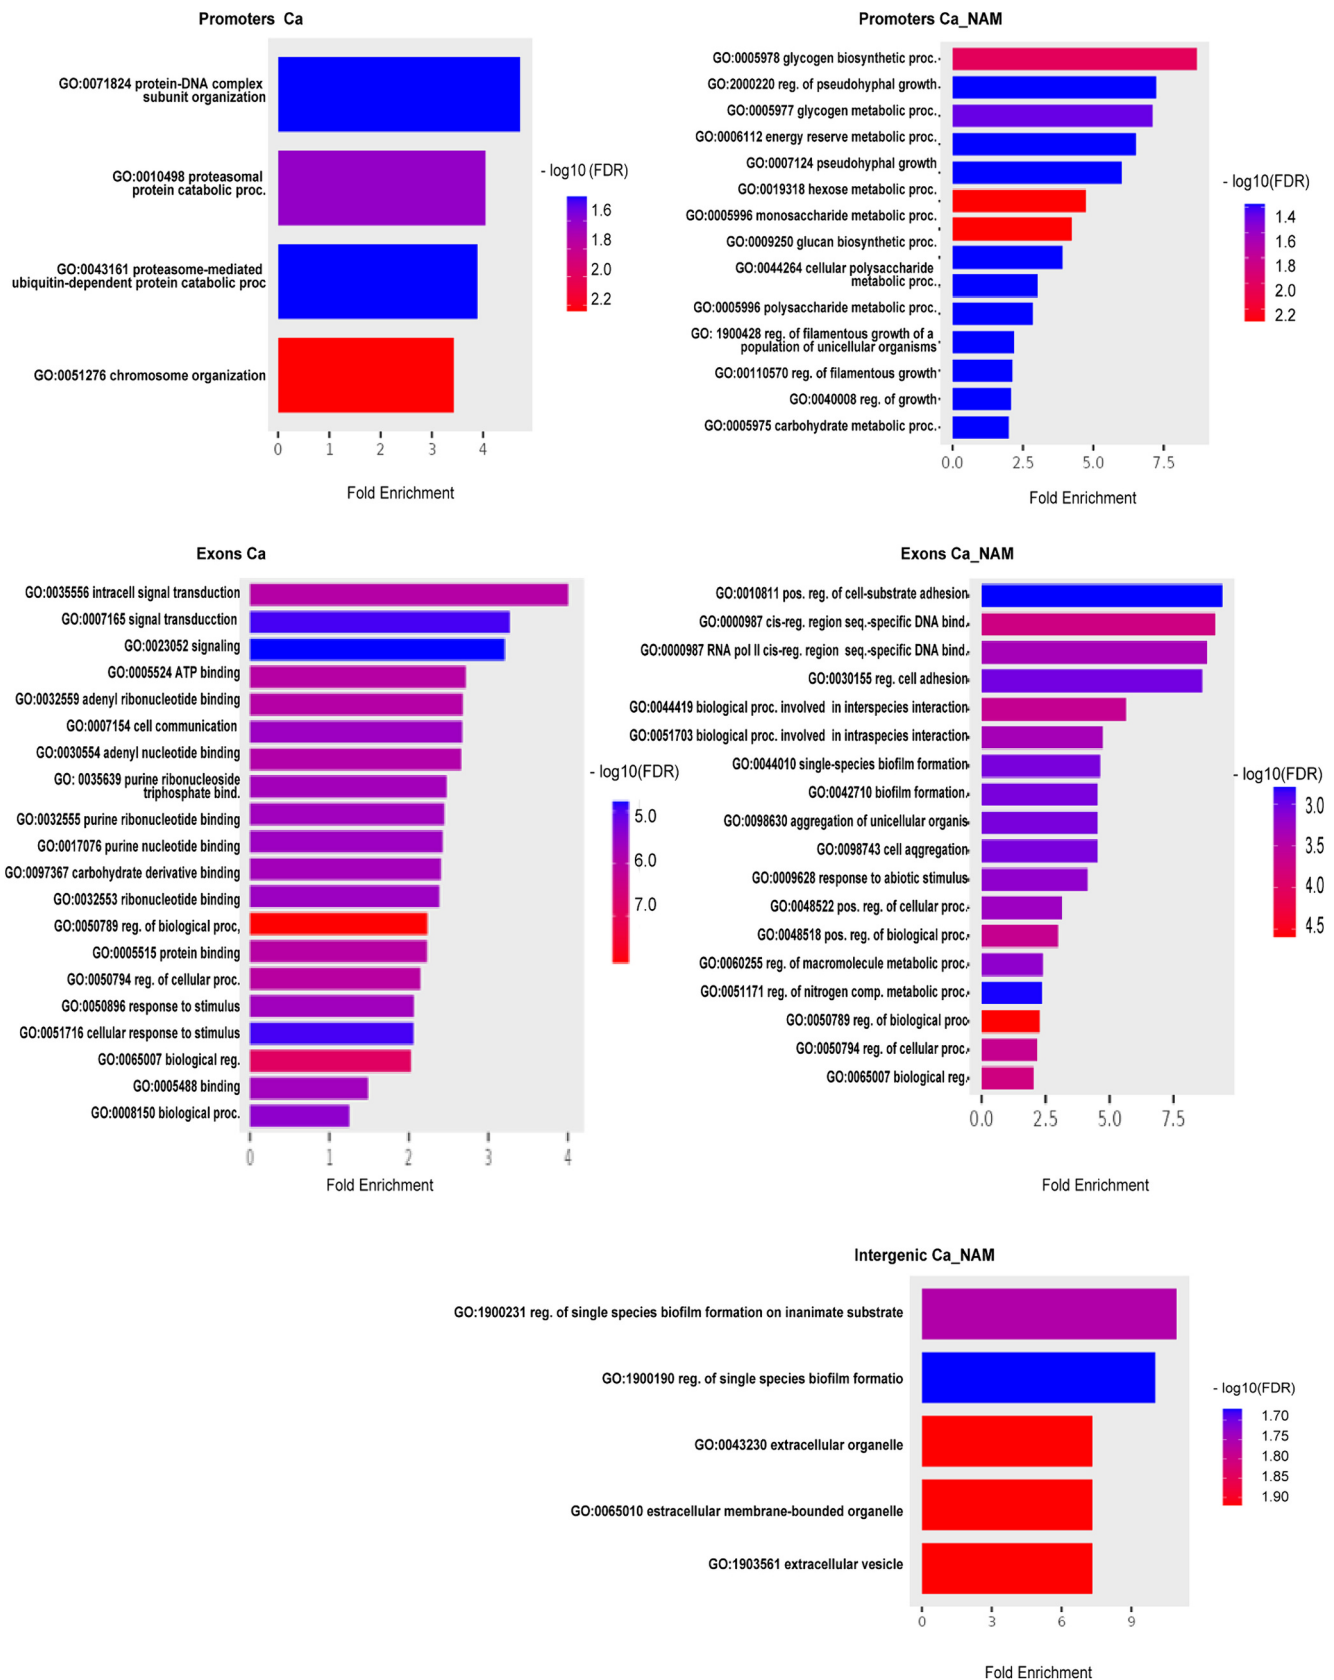 Promoters Ca
GO:0071824 protein-DNA complex
subunit organization
GO:0010498 proteasomal
protein catabolic proc.
GO:0043161 proteasome-mediated
ubiquitin-dependent protein catabolic proc
GO:0051276 chromosome organization
0 1 2 3 4
Fold Enrichment
- log10 (FDR)
1.6
1.8
2.0
2.2
Promoters Ca_NAM
GO:0005978 glycogen biosynthetic proc.
GO:2000220 reg. of pseudohyphal growth.
GO:0005977 glycogen metabolic proc.
GO:0006112 energy reserve metabolic proc.
GO:0007124 pseudohyphal growth
GO:0019318 hexose metabolic proc.
GO:0005996 monosaccharide metabolic proc.
GO:0009250 glucan biosynthetic proc.
GO:0044264 cellular polysaccharide
metabolic proc.
GO:0005996 polysaccharide metabolic proc.
GO: 1900428 reg. of filamentous growth of a
population of unicellular organisms
GO:00110570 reg. of filamentous growth
GO:0040008 reg. of growth
GO:0005975 carbohydrate metabolic proc.
0.0 2.5 5.0 7.5
Fold Enrichment
- log10(FDR)
1.4
1.6
1.8
2.0
2.2
Exons Ca
GO:0035556 intracell signal transduction
GO:0007165 signal transducction
GO:0023052 signaling
GO:0005524 ATP binding
GO:0032559 adenyl ribonucleotide binding
GO:0007154 cell communication
GO:0030554 adenyl nucleotide binding
GO: 0035639 purine ribonucleoside
triphosphate bind.
GO:0032555 purine ribonucleotide binding
GO:0017076 purine nucleotide binding
GO:0097367 carbohydrate derivative binding
GO:0032553 ribonucleotide binding
GO:0050789 reg. of biological proc,
GO:0005515 protein binding
GO:0050794 reg. of cellular proc.
GO:0050896 response to stimulus
GO:0051716 cellular response to stimulus
GO:0065007 biological reg.
GO:0005488 binding
GO:0008150 biological proc.
0 1 2 3 4
Fold Enrichment
- log10(FDR)
5.0
6.0
7.0
Exons Ca_NAM
GO:0010811 pos. reg. of cell-substrate adhesion
GO:0000987 cis-reg. region seq.-specific DNA bind.
GO:0000987 RNA pol II cis-reg. region seq.-specific DNA bind.
GO:0030155 reg. cell adhesion
GO:0044419 biological proc. involved in interspecies interaction
GO:0051703 biological proc. involved in intraspecies interaction
GO:0044010 single-species biofilm formation
GO:0042710 biofilm formation
GO:0098630 aggregation of unicellular organis
GO:0098743 cell aqgregation
GO:0009628 response to abiotic stimulus
GO:0048522 pos. reg. of cellular proc.
GO:0048518 pos. reg. of biological proc.
GO:0060255 reg. of macromolecule metabolic proc.
GO:0051171 reg. of nitrogen comp. metabolic proc.
GO:0050789 reg. of biological proc
GO:0050794 reg. of cellular proc.
GO:0065007 biological reg.
0.0 2.5 5.0 7.5
Fold Enrichment
- log10(FDR)
3.0
3.5
4.0
4.5
Intergenic Ca_NAM
GO:1900231 reg. of single species biofilm formation on inanimate substrate
GO:1900190 reg. of single species biofilm formatio
GO:0043230 extracellular organelle
GO:0065010 estracellular membrane-bounded organelle
GO:1903561 extracellular vesicle
0 3 6 9
Fold Enrichment
- log10(FDR)
1.70
1.75
1.80
1.85
1.90